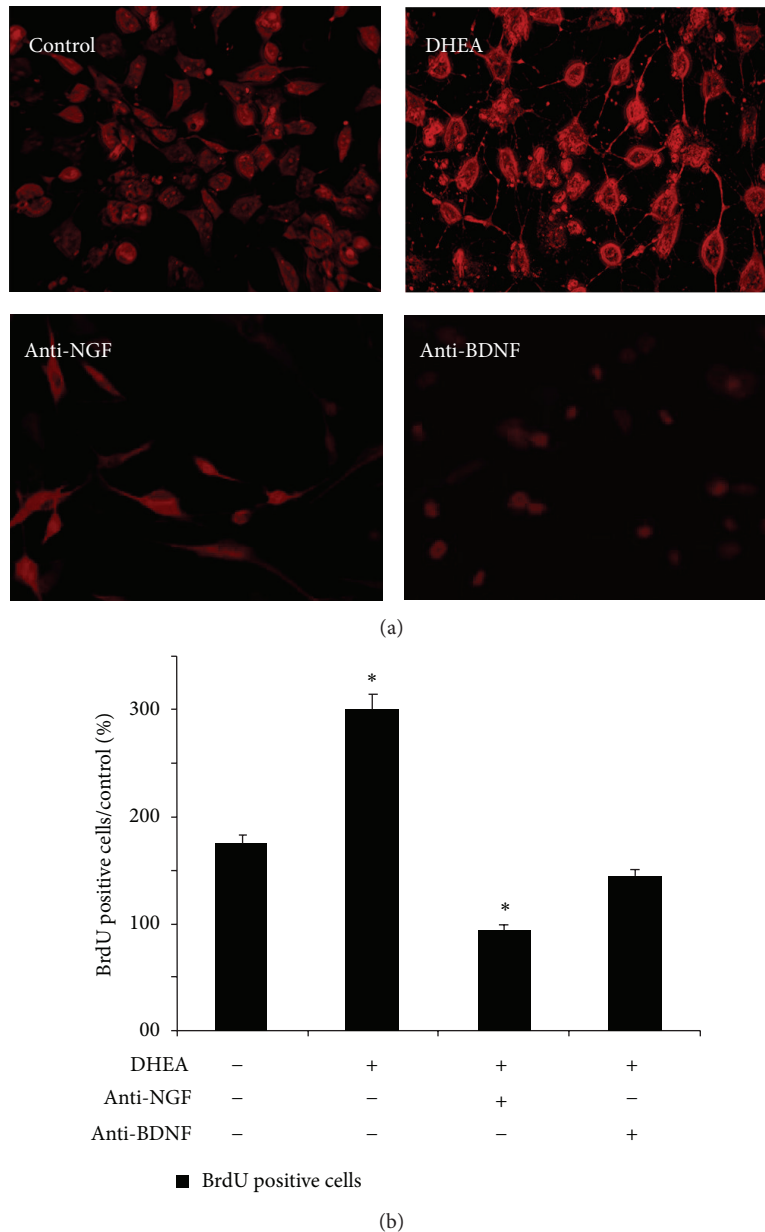 Control
DHEA
Anti-NGF
Anti-BDNF
(a)
BrdU positive cells/control (%)
300
200
100
00
*
*
DHEA − + + +
Anti-NGF − − + −
Anti-BDNF − − − +
BrdU positive cells
(b)